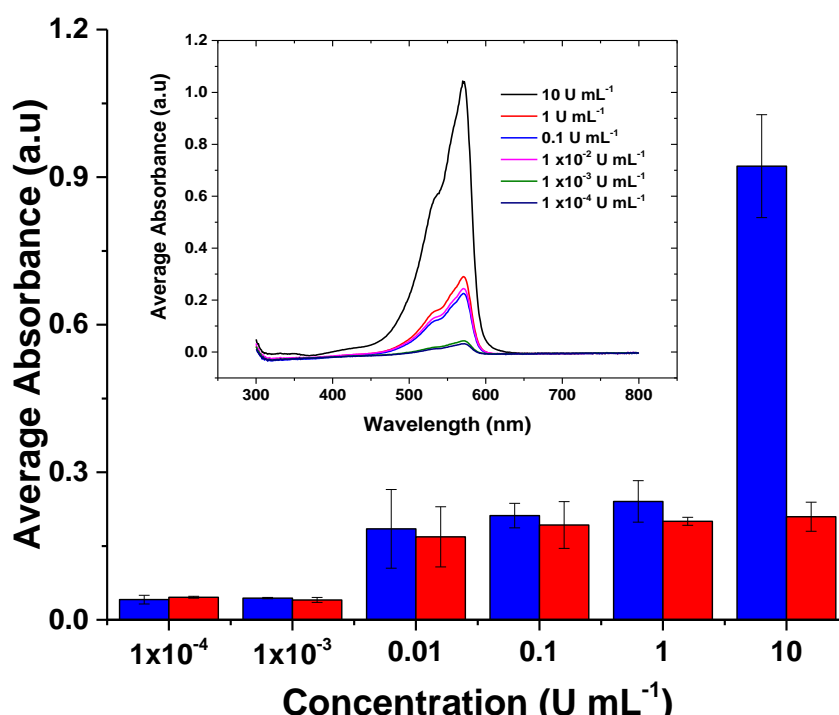 Average Absorbance (a.u)
1.2
0.9
0.6
0.3
0.0
1x10⁻⁴
1x10⁻³
0.01
0.1
1
10
Concentration (U mL⁻¹)
Average Absorbance (a.u)
1.2
1.0
0.8
0.6
0.4
0.2
0.0
300
400
500
600
700
800
Wavelength (nm)
10 U mL⁻¹
1 U mL⁻¹
0.1 U mL⁻¹
1 x10⁻² U mL⁻¹
1 x10⁻³ U mL⁻¹
1 x10⁻⁴ U mL⁻¹